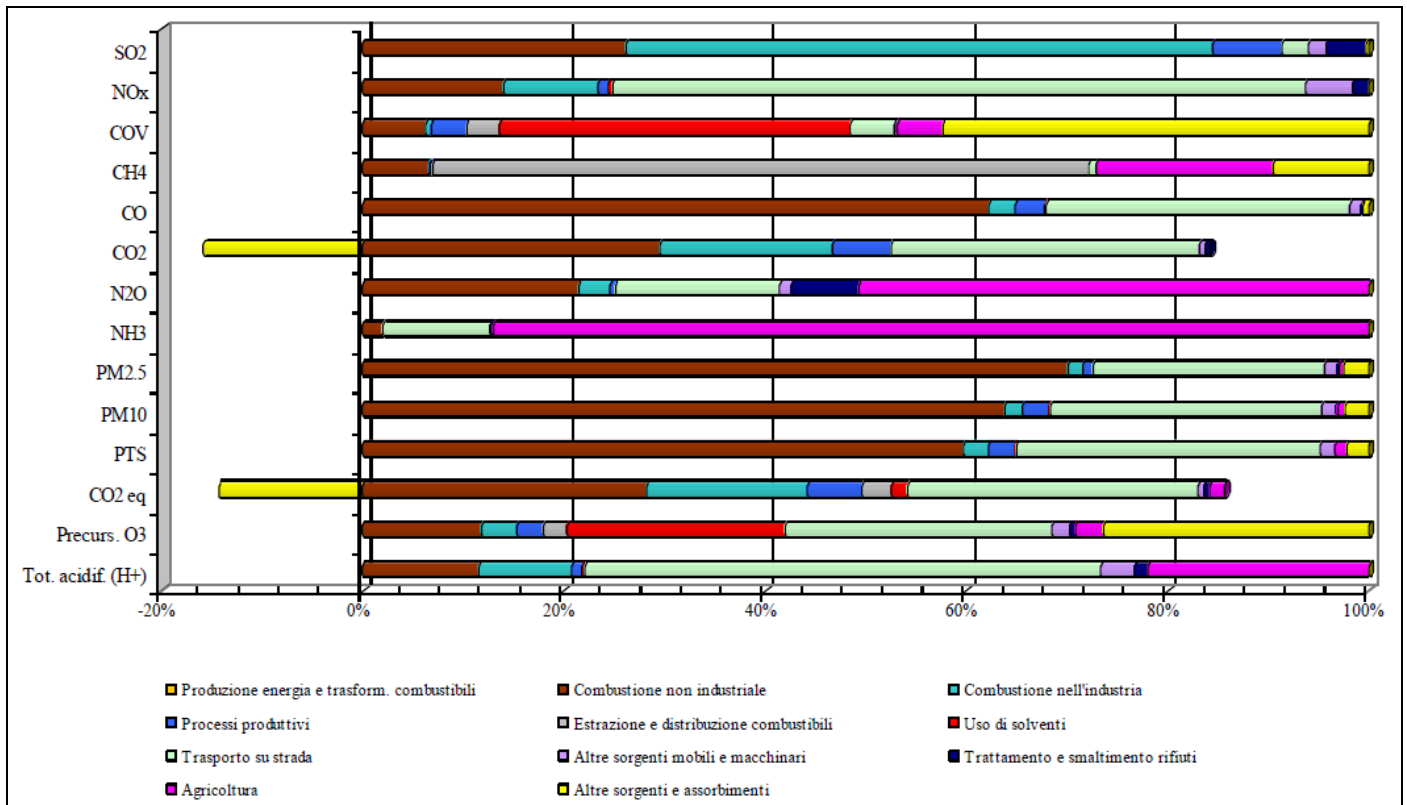 SO2
NOx
COV
CH4
CO
CO2
N2O
NH3
PM2.5
PM10
PTS
CO2 eq
Precurs. O3
Tot. acidif. (H+)
-20% 0% 20% 40% 60% 80% 100%
Produzione energia e trasform. combustibili Combustione non industriale Combustione nell'industria
Processi produttivi Estrazione e distribuzione combustibili Uso di solventi
Trasporto su strada Altre sorgenti mobili e macchinari Trattamento e smaltimento rifiuti
Agricoltura Altre sorgenti e assorbimenti